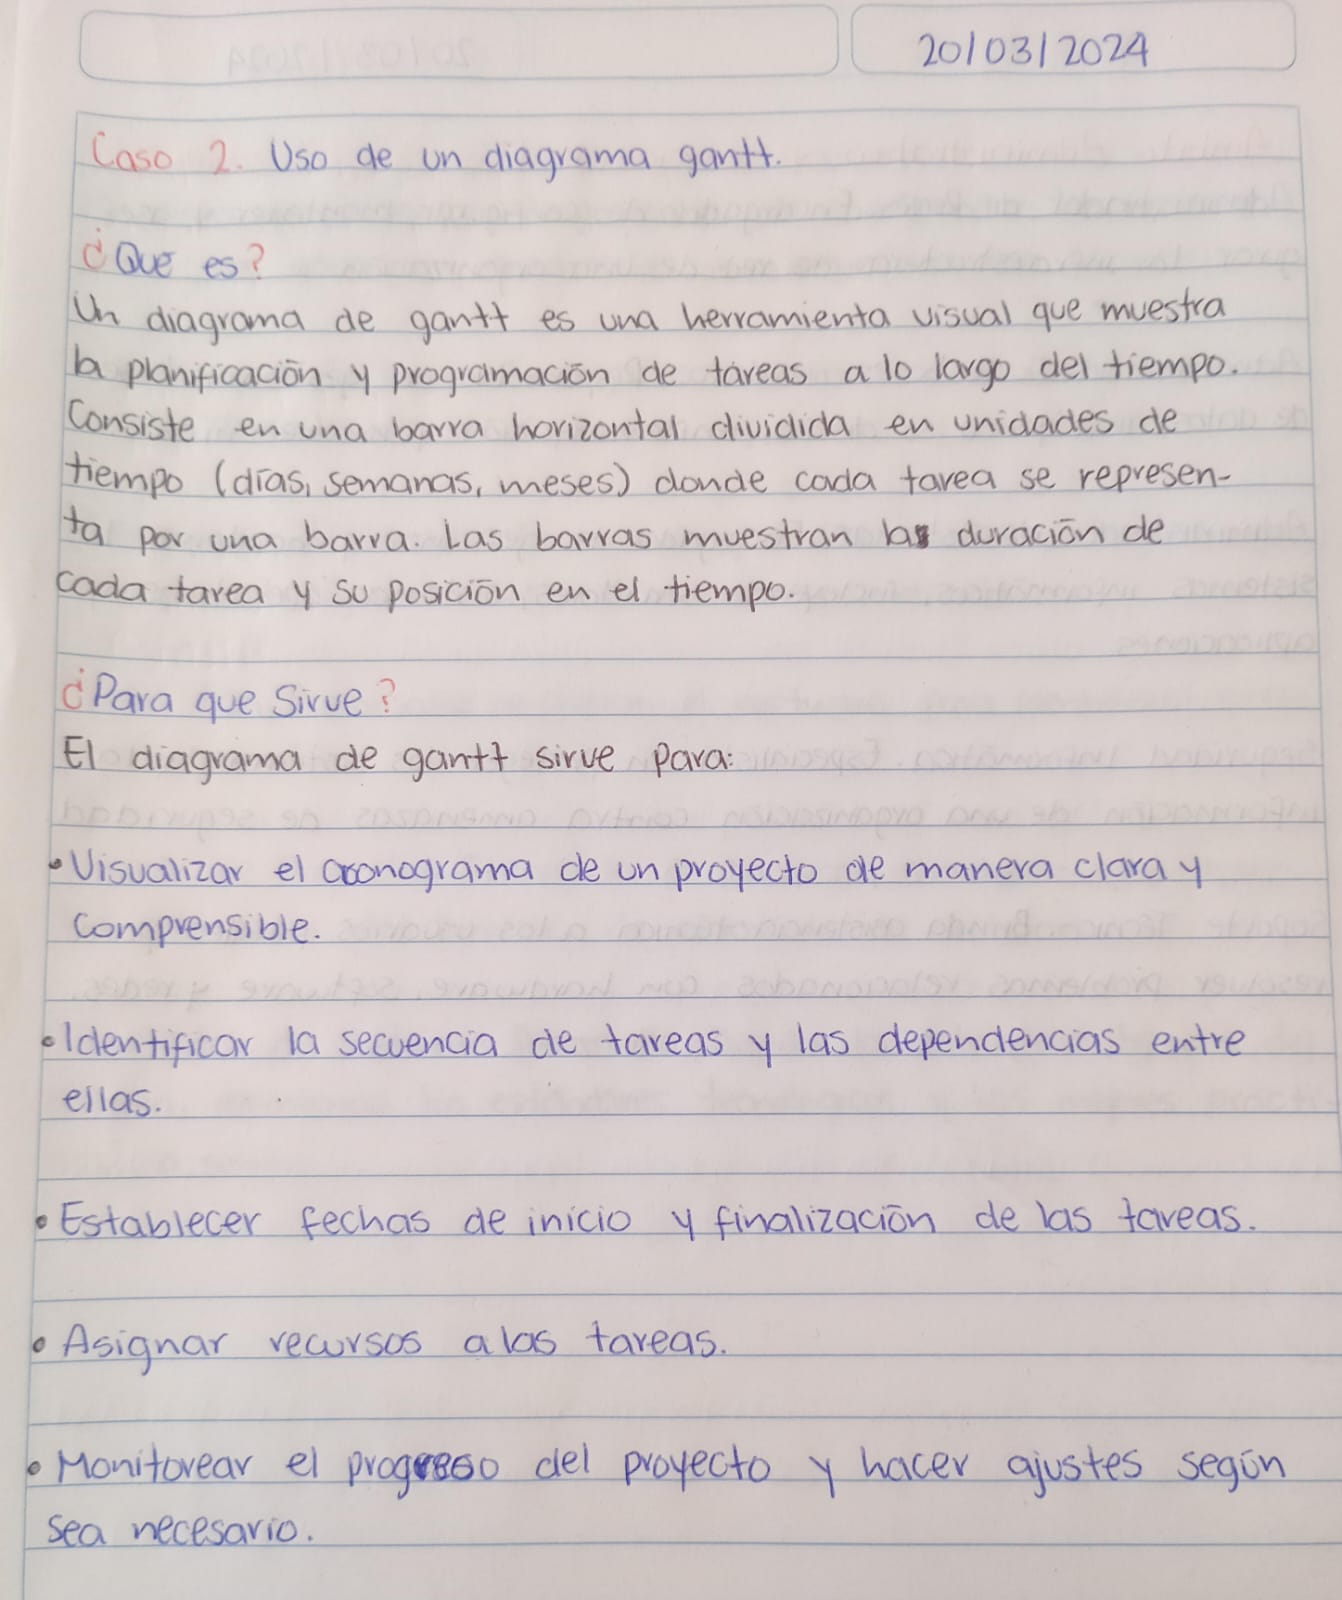 20/03/2024
Caso 2. Uso de un diagrama gantt.
¿Que es?
Un diagrama de gantt es una herramienta visual que muestra
la planificación y programación de tareas a lo largo del tiempo.
Consiste en una barra horizontal dividida en unidades de
tiempo (días, semanas, meses) donde cada tarea se represen-
ta por una barra. Las barras muestran la duración de
cada tarea y su posición en el tiempo.
¿Para que sirve?
El diagrama de gantt sirve para:
• Visualizar el cronograma de un proyecto de manera clara y
comprensible.
• Identificar la secuencia de tareas y las dependencias entre
ellas.
• Establecer fechas de inicio y finalización de las tareas.
• Asignar recursos a las tareas.
• Monitorear el progreso del proyecto y hacer ajustes según
sea necesario.